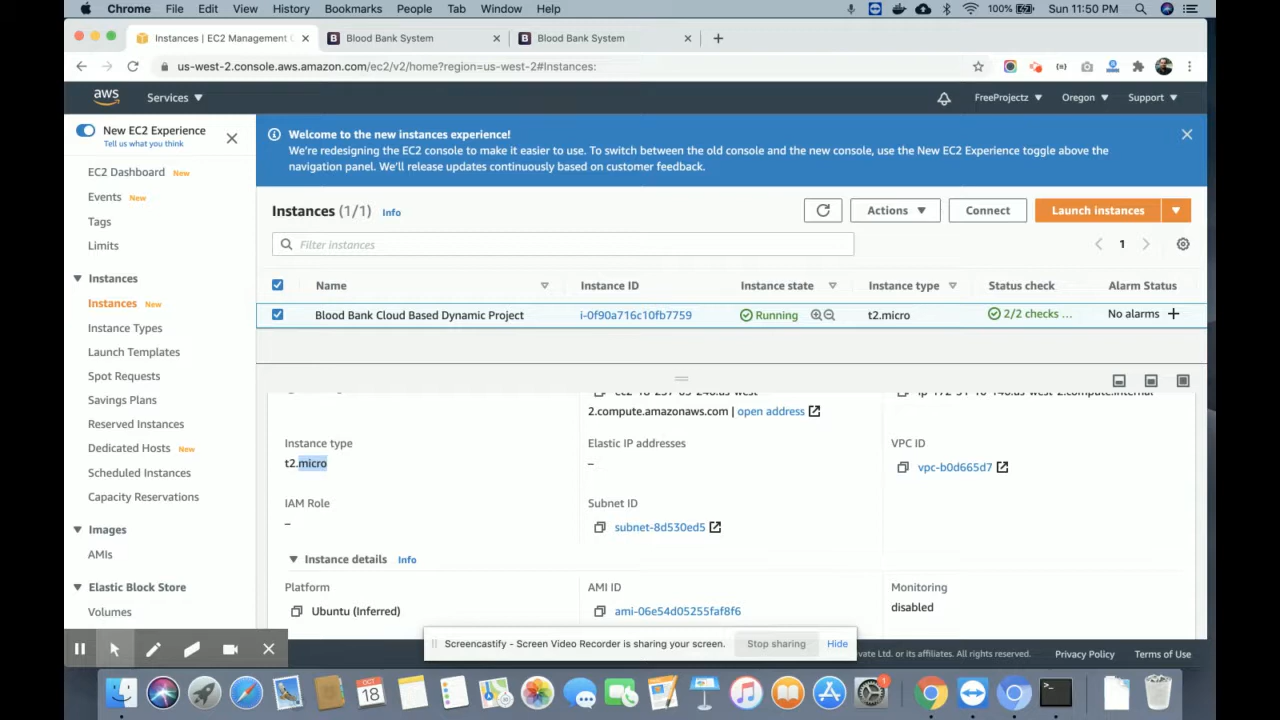 Chrome File Edit View History Bookmarks People Tab Window Help 100% Sun 11:50 PM
Instances | EC2 Management C Blood Bank System Blood Bank System
us-west-2.console.aws.amazon.com/ec2/v2/home?region=us-west-2#Instances:
aws Services FreeProjectz Oregon Support
New EC2 Experience
Tell us what you think
Welcome to the new instances experience!
We're redesigning the EC2 console to make it easier to use. To switch between the old console and the new console, use the New EC2 Experience toggle above the
navigation panel. We'll release updates continuously based on customer feedback.
EC2 Dashboard New
Events New
Tags
Limits
Instances
Instances New
Instance Types
Launch Templates
Spot Requests
Savings Plans
Reserved Instances
Dedicated Hosts New
Scheduled Instances
Capacity Reservations
Images
AMIs
Elastic Block Store
Volumes
Instances (1/1) Info Actions Connect Launch instances
Filter instances 1
Name Instance ID Instance state Instance type Status check Alarm Status
Blood Bank Cloud Based Dynamic Project i-0f90a716c10fb7759 Running t2.micro 2/2 checks ... No alarms +
2.compute.amazonaws.com | open address
Instance type Elastic IP addresses VPC ID
t2.micro – vpc-b0d665d7
IAM Role Subnet ID
– subnet-8d530ed5
Instance details Info
Platform AMI ID Monitoring
Ubuntu (Inferred) ami-06e54d05255faf8f6 disabled
Screencastify - Screen Video Recorder is sharing your screen. Stop sharing Hide
vate Ltd. or its affiliates. All rights reserved. Privacy Policy Terms of Use
OCT
18
1